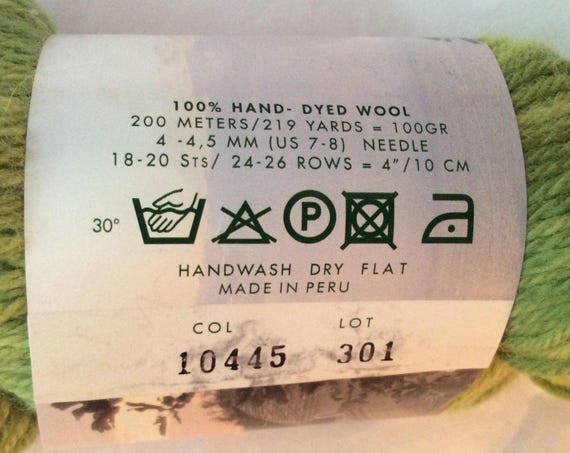 100% HAND- DYED WOOL
200 METERS/219 YARDS = 100GR
4 -4,5 MM (US 7-8) NEEDLE
18-20 STS/ 24-26 ROWS = 4"/10 CM
30° P
HANDWASH DRY FLAT
MADE IN PERU
COL LOT
10445 301